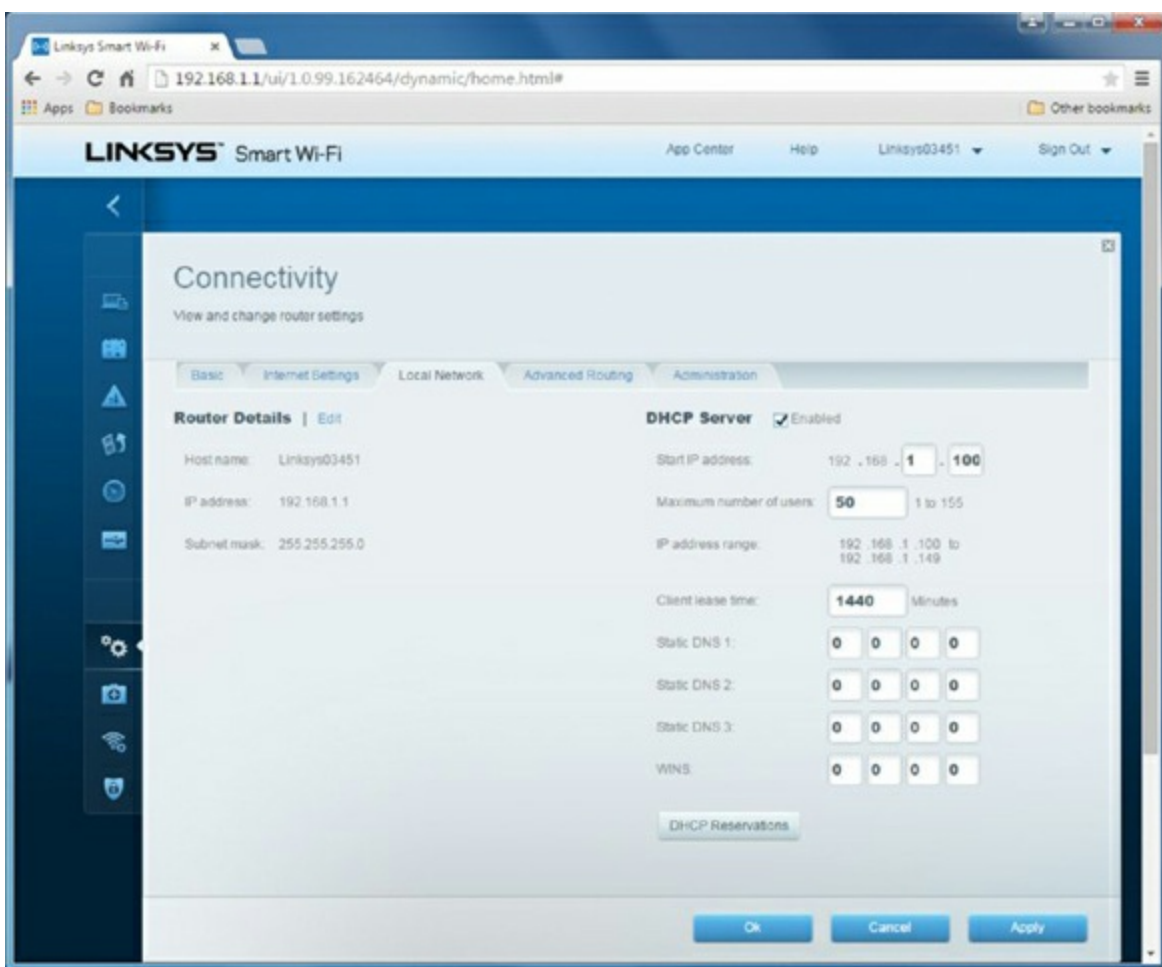 Linksys Smart Wi-Fi
192.168.1.1/ui/1.0.99.162464/dynamic/home.html#
Apps Bookmarks Other bookmarks
LINKSYS™ Smart Wi-Fi App Center Help Linksys03451 Sign Out
Connectivity
View and change router settings
Basic Internet Settings Local Network Advanced Routing Administration
Router Details | Edit DHCP Server Enabled
Host name: Linksys03451 Start IP address: 192 . 168 . 1 . 100
IP address: 192.168.1.1 Maximum number of users: 50 1 to 155
Subnet mask: 255.255.255.0 IP address range: 192 .168 .1 .100 to
192 .168 .1 .149
Client lease time: 1440 Minutes
Static DNS 1: 0 0 0 0
Static DNS 2: 0 0 0 0
Static DNS 3: 0 0 0 0
WINS: 0 0 0 0
DHCP Reservations
Ok Cancel Apply